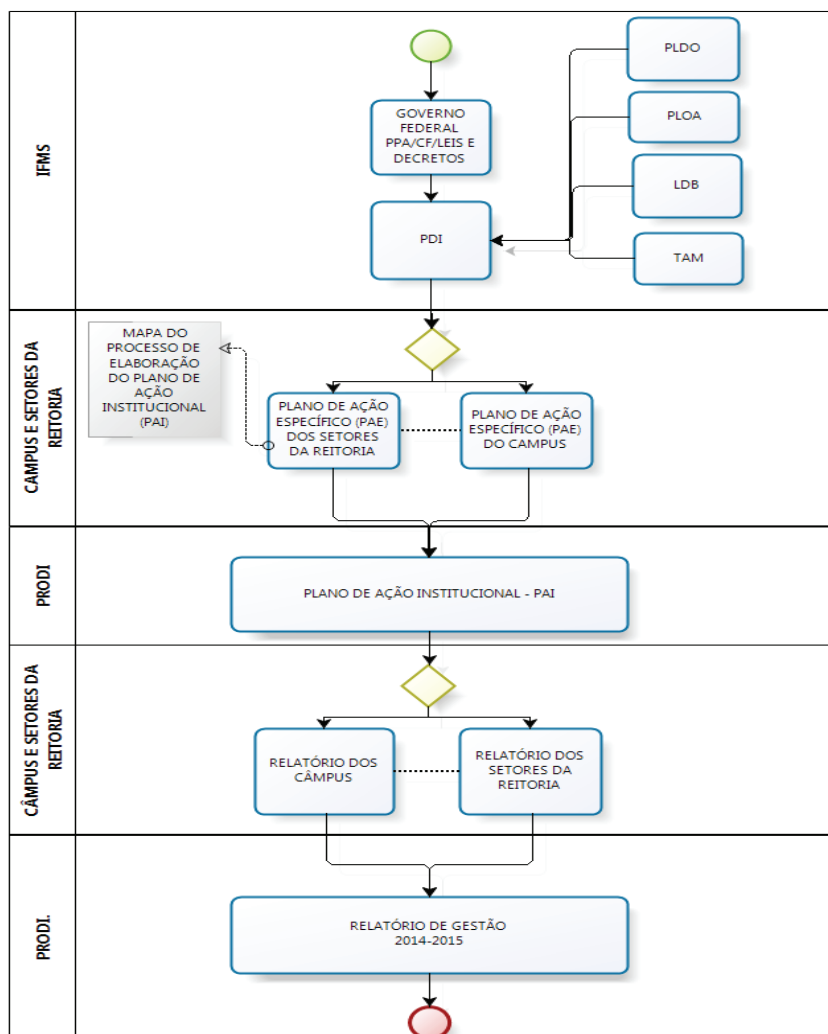 IFMS
GOVERNO
FEDERAL
PPA/CF/LEIS E
DECRETOS
PDI
PLDO
PLOA
LDB
TAM
CAMPUS E SETORES DA
REITORIA
MAPA DO
PROCESSO DE
ELABORAÇÃO
DO PLANO DE
AÇÃO
INSTITUCIONAL
(PAI)
PLANO DE AÇÃO
ESPECÍFICO (PAE)
DOS SETORES
DA REITORIA
PLANO DE AÇÃO
ESPECÍFICO (PAE)
DO CAMPUS
PRODI
PLANO DE AÇÃO INSTITUCIONAL - PAI
CÂMPUS E SETORES DA
REITORIA
RELATÓRIO DOS
CÂMPUS
RELATÓRIO DOS
SETORES DA
REITORIA
PRODI.
RELATÓRIO DE GESTÃO
2014-2015